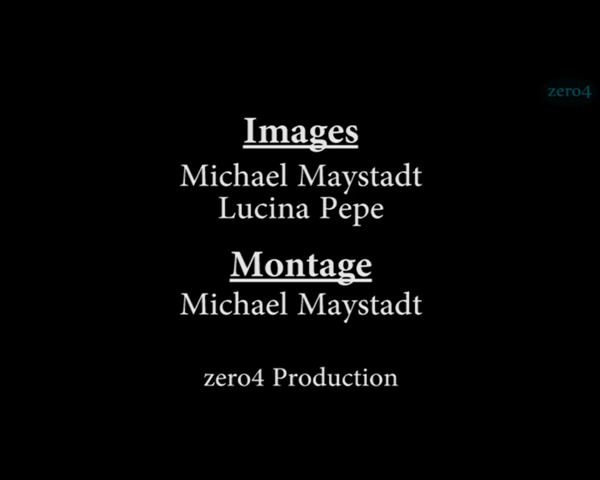 zero4
Images
Michael Maystadt
Lucina Pepe
Montage
Michael Maystadt
zero4 Production